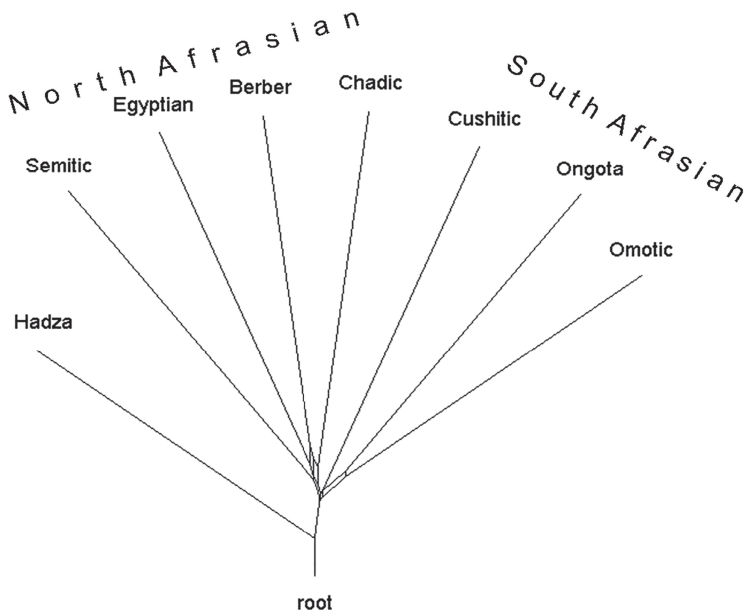 North Afrasian
South Afrasian
Egyptian
Berber
Chadic
Cushitic
Semitic
Ongota
Omotic
Hadza
root